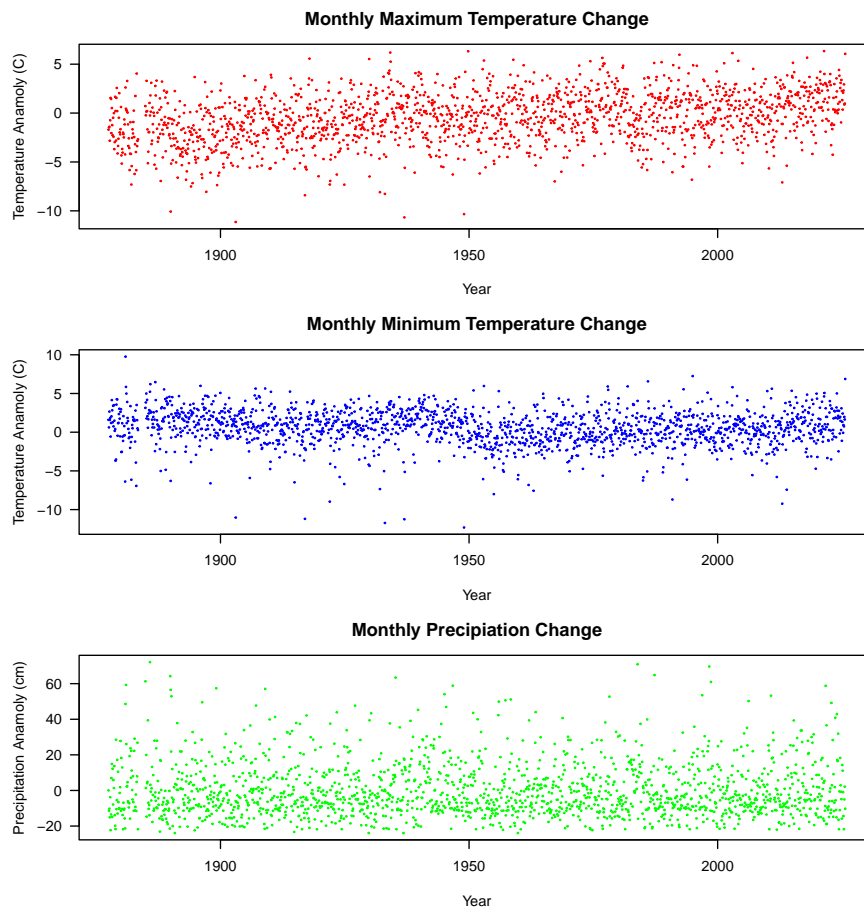 Monthly Maximum Temperature Change
Temperature Anamoly (C)
5
0
−5
−10
1900 1950 2000
Year
Monthly Minimum Temperature Change
Temperature Anamoly (C)
10
5
0
−5
−10
1900 1950 2000
Year
Monthly Precipiation Change
Precipitation Anamoly (cm)
60
40
20
0
−20
1900 1950 2000
Year